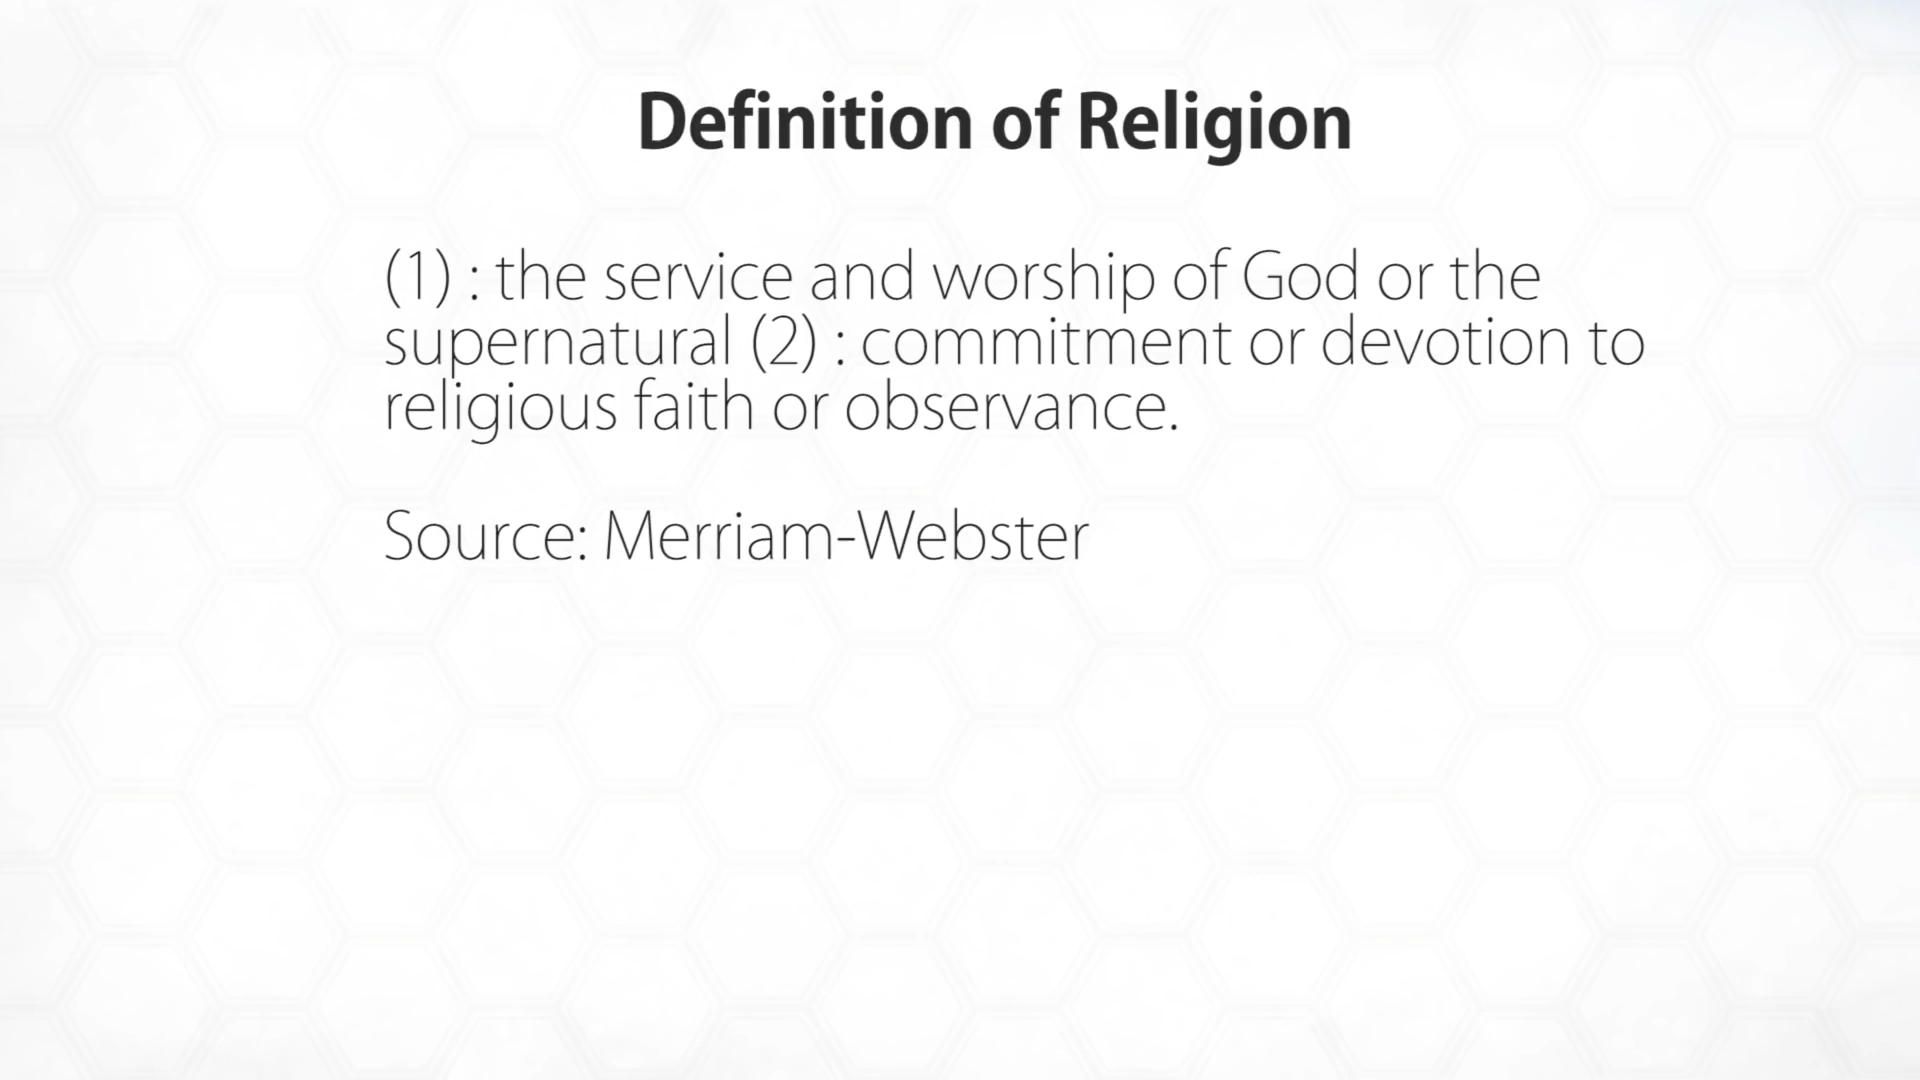 Definition of Religion
(1) : the service and worship of God or the
supernatural (2) : commitment or devotion to
religious faith or observance.
Source: Merriam-Webster